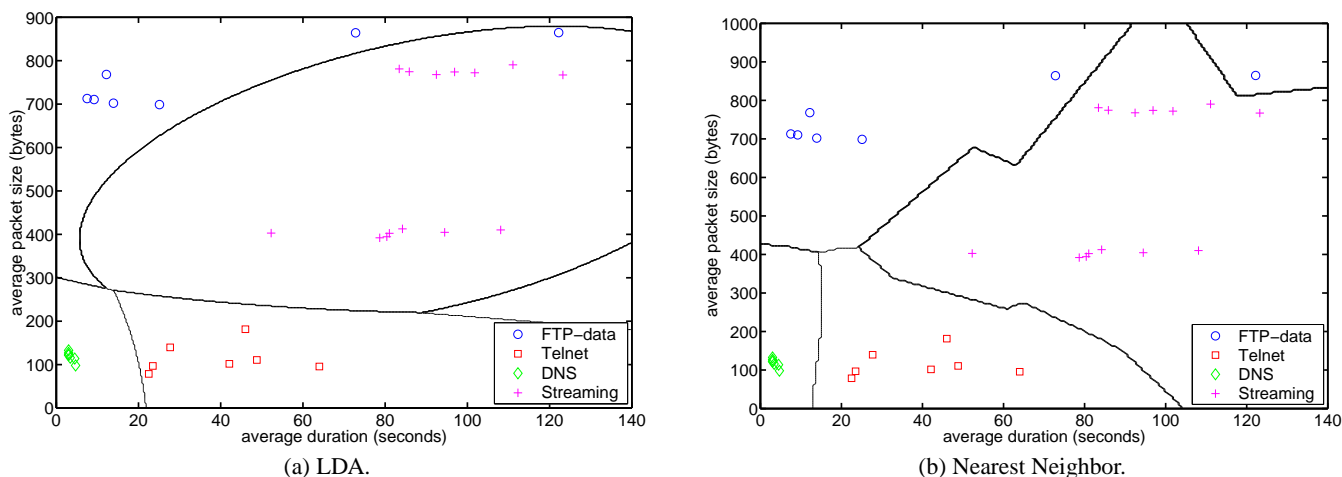 900
800
700
600
500
400
300
200
100
0
average packet size (bytes)
0 20 40 60 80 100 120 140
average duration (seconds)
FTP−data
Telnet
DNS
Streaming
(a) LDA.
1000
900
800
700
600
500
400
300
200
100
0
average packet size (bytes)
0 20 40 60 80 100 120 140
average duration (seconds)
FTP−data
Telnet
DNS
Streaming
(b) Nearest Neighbor.